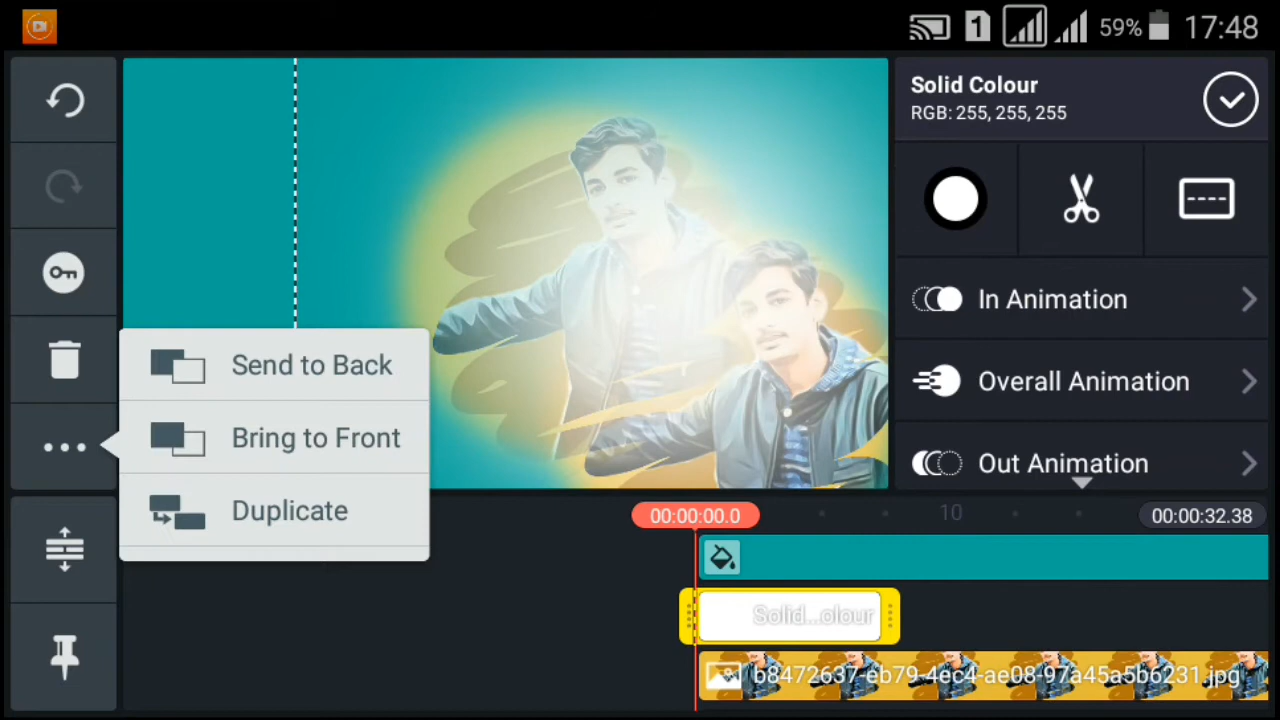 1
59%
17:48
Solid Colour
RGB: 255, 255, 255
In Animation
Overall Animation
Out Animation
Send to Back
Bring to Front
Duplicate
00:00:00.0
10
00:00:32.38
Solid...olour
b8472637-eb79-4ec4-ae08-97a45a5b6231.jpg